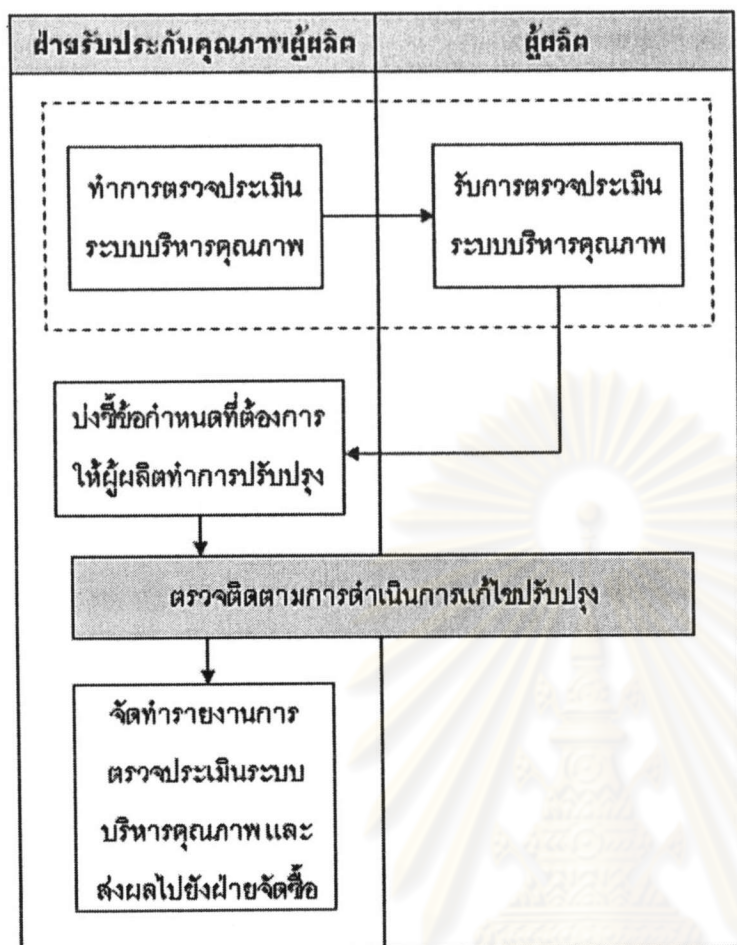 ฝ่ายรับประกันคุณภาพผู้ผลิต
ผู้ผลิต
ทำการตรวจประเมิน
ระบบบริหารคุณภาพ
รับการตรวจประเมิน
ระบบบริหารคุณภาพ
บ่งชี้ข้อกำหนดที่ต้องการ
ให้ผู้ผลิตทำการปรับปรุง
ตรวจติดตามการดำเนินการแก้ไขปรับปรุง
จัดทำรายงานการ
ตรวจประเมินระบบ
บริหารคุณภาพ และ
ส่งผลไปยังฝ่ายจัดซื้อ